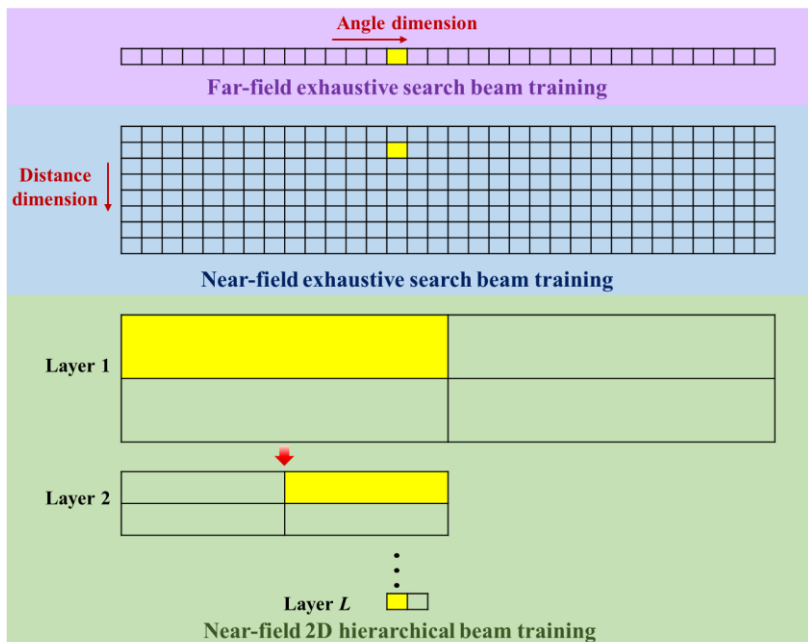 Angle dimension
Far-field exhaustive search beam training
Distance
dimension
Near-field exhaustive search beam training
Layer 1
Layer 2
Layer L
Near-field 2D hierarchical beam training